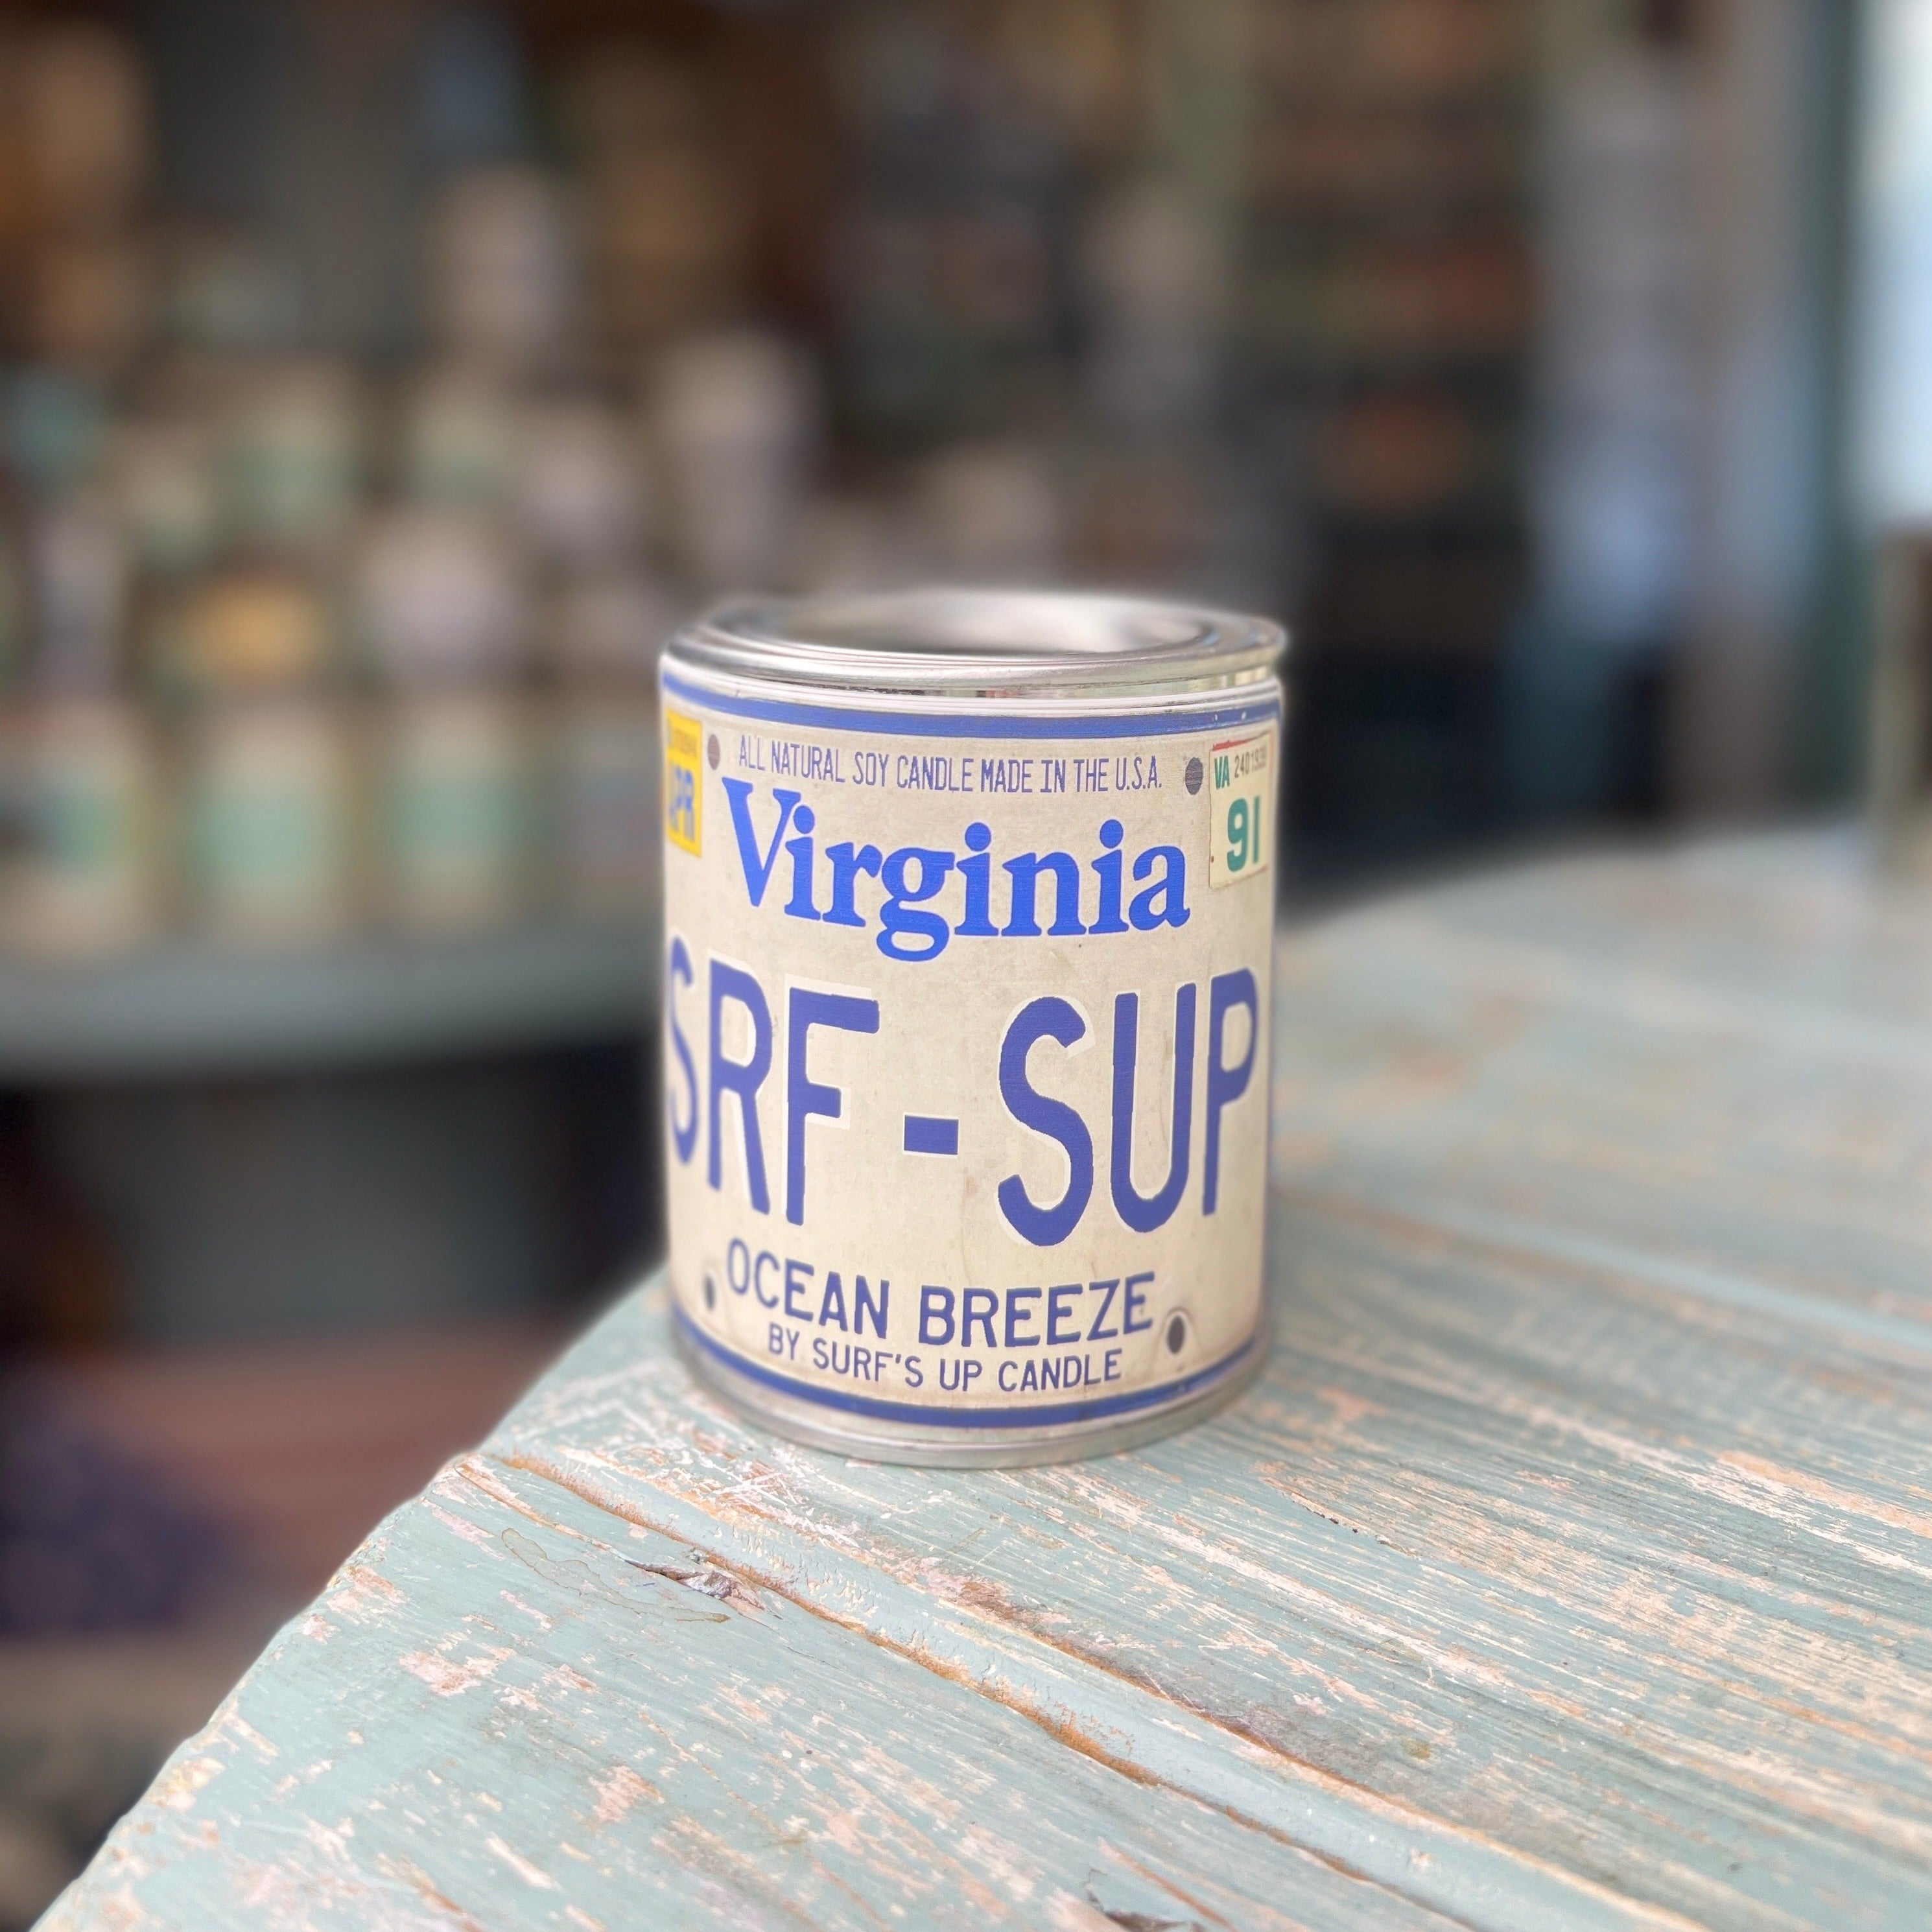 ALL NATURAL SOY CANDLE MADE IN THE U.S.A.
VA
91
Virginia
SRF-SUP
OCEAN BREEZE
BY SURF'S UP CANDLE